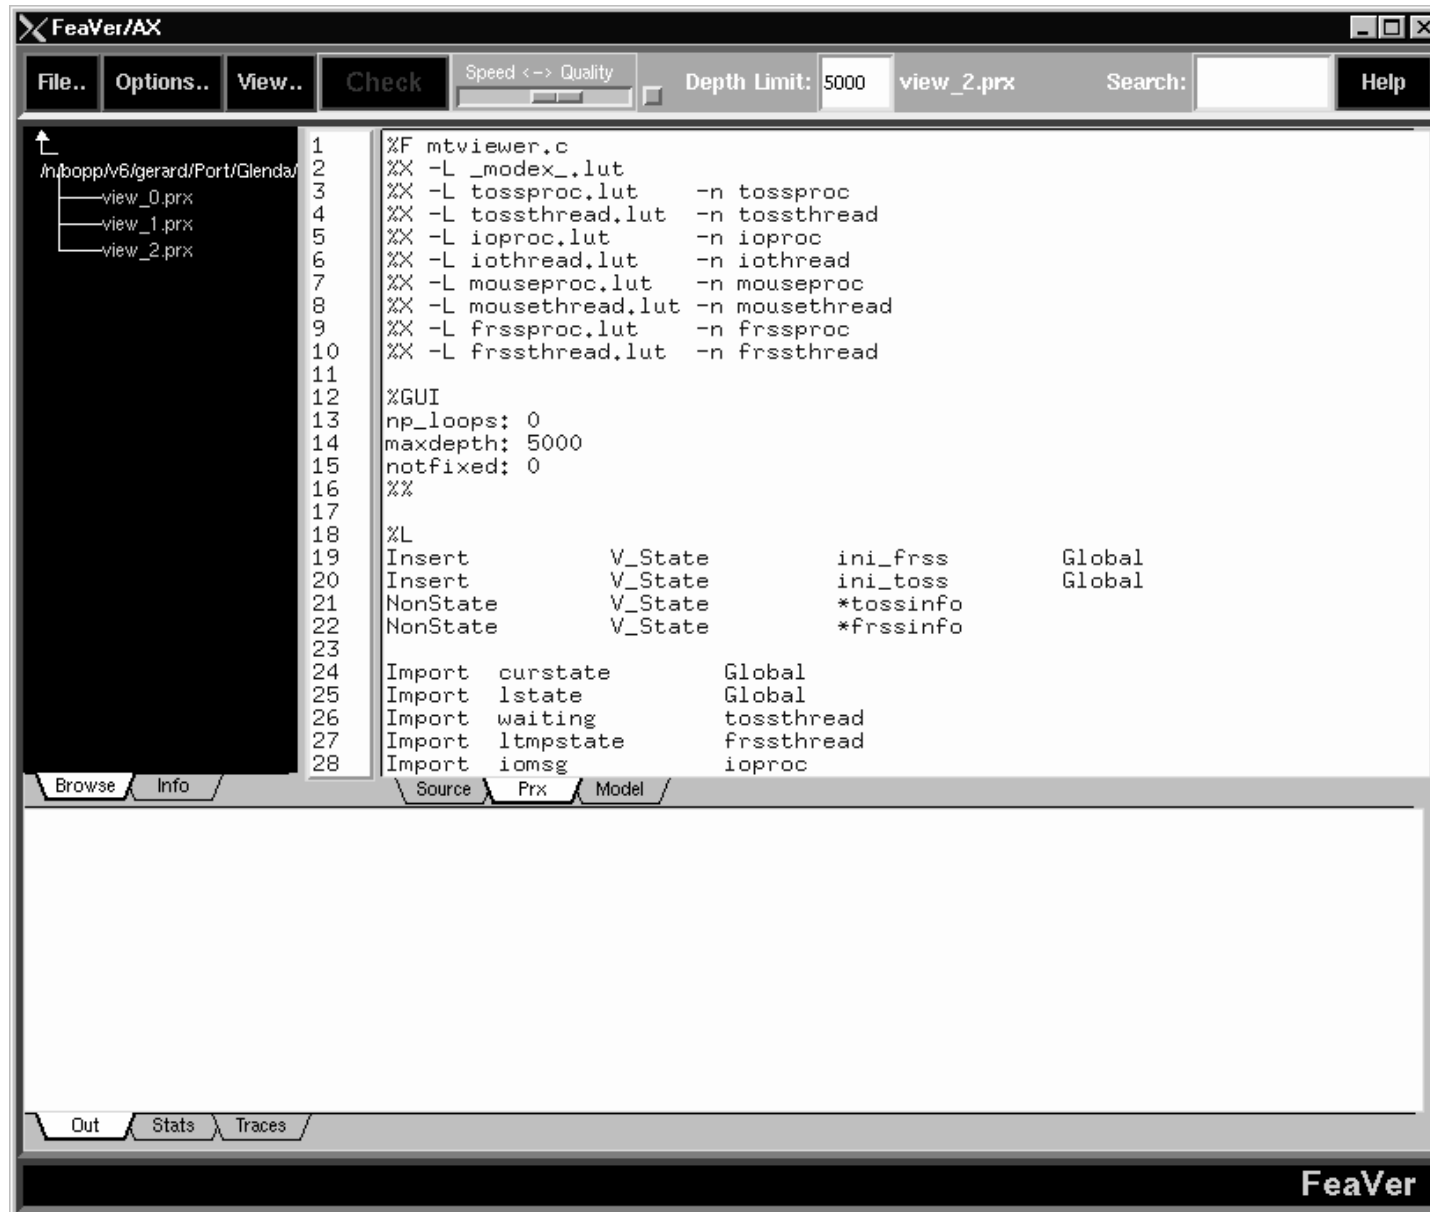 FeaVer/AX
File.. Options.. View.. Check Speed <-> Quality Depth Limit: 5000 view_2.prx Search: Help
/n/bopp/v6/gerard/Port/Glenda/
view_0.prx
view_1.prx
view_2.prx
1 %F mtviewer.c
2 %X -L _modex_.lut
3 %X -L tossproc.lut -n tossproc
4 %X -L tossthread.lut -n tossthread
5 %X -L ioproc.lut -n ioproc
6 %X -L iothread.lut -n iothread
7 %X -L mouseproc.lut -n mouseproc
8 %X -L mousethread.lut -n mousethread
9 %X -L frssproc.lut -n frssproc
10 %X -L frssthread.lut -n frssthread
11
12 %GUI
13 np_loops: 0
14 maxdepth: 5000
15 notfixed: 0
16 %%
17
18 %L
19 Insert V_State ini_frss Global
20 Insert V_State ini_toss Global
21 NonState V_State *tossinfo
22 NonState V_State *frssinfo
23
24 Import curstate Global
25 Import lstate Global
26 Import waiting tossthread
27 Import ltmpstate frssthread
28 Import iomsg ioproc
Browse Info
Source Prx Model
Out Stats Traces
FeaVer